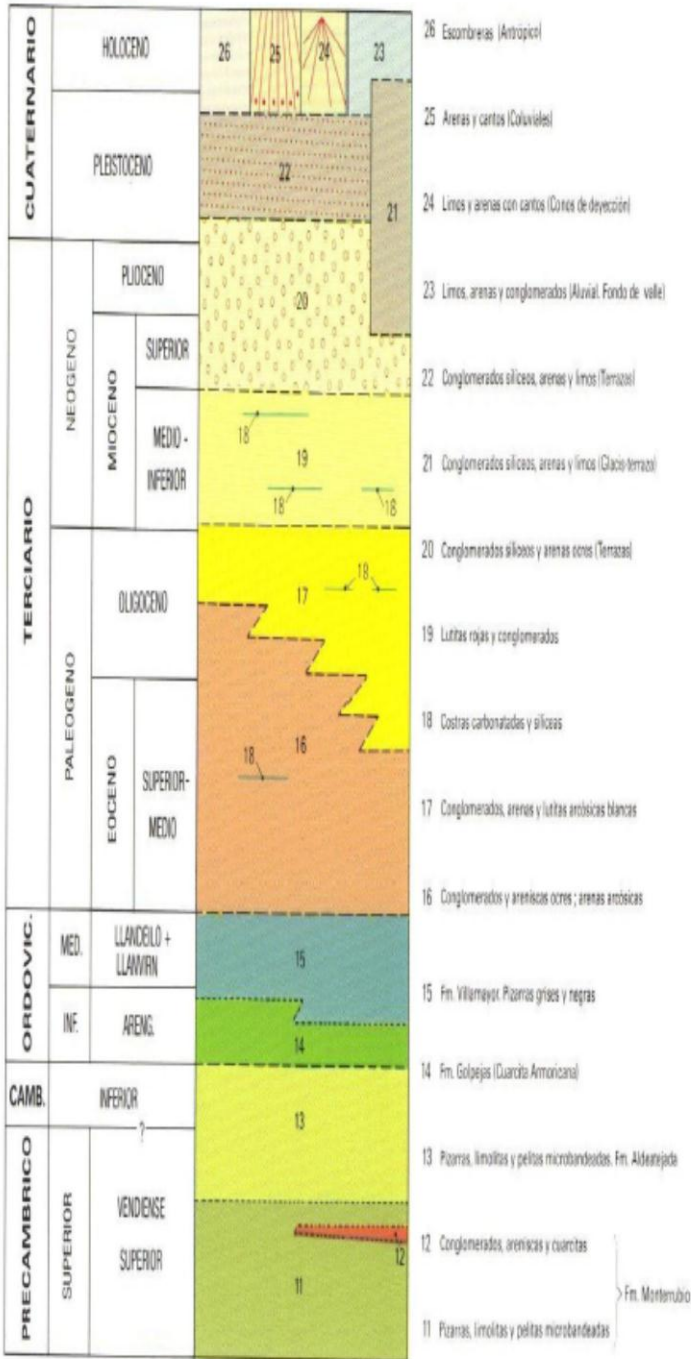 CUATERNARIO
HOLOCENO
PLEISTOCENO
TERCIARIO
NEOGENO
PLIOCENO
MIOCENO
SUPERIOR
MEDIO -
INFERIOR
PALEOGENO
OLIGOCENO
EOCENO
SUPERIOR-
MEDIO
ORDOVIC.
MED.
LLANDEILO +
LLANVIRN
INF.
ARENG.
CAMB.
INFERIOR
?
PRECAMBRICO
SUPERIOR
VENDIENSE
SUPERIOR
26
25
24
23
22
21
20
18
19
18
18
18
17
16
18
15
14
13
12
11
26 Escombreras (Antrópico)
25 Arenas y cantos (Coluviales)
24 Limos y arenas con cantos (Conos de deyección)
23 Limos, arenas y conglomerados (Aluvial. Fondo de valle)
22 Conglomerados silíceos, arenas y limos (Terrazas)
21 Conglomerados silíceos, arenas y limos (Glacis-terraza)
20 Conglomerados silíceos y arenas ocres (Terrazas)
19 Lutitas rojas y conglomerados
18 Costras carbonatadas y silíceas
17 Conglomerados, arenas y lutitas arcósicas blancas
16 Conglomerados y areniscas ocres ; arenas arcósicas
15 Fm. Villamayor. Pizarras grises y negras
14 Fm. Golpejas (Cuarcita Armoricana)
13 Pizarras, limolitas y pelitas microbandeadas. Fm. Aldeatejada
12 Conglomerados, areniscas y cuarcitas
Fm. Monterrubio
11 Pizarras, limolitas y pelitas microbandeadas